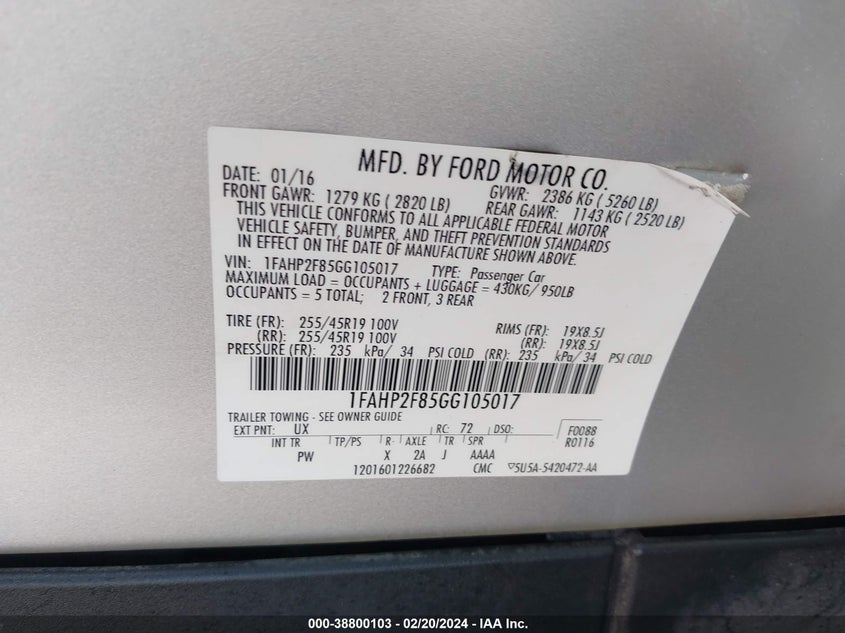 MFD. BY FORD MOTOR CO.
DATE: 01/16 GVWR: 2386 KG ( 5260 LB)
FRONT GAWR: 1279 KG ( 2820 LB) REAR GAWR: 1143 KG ( 2520 LB)
THIS VEHICLE CONFORMS TO ALL APPLICABLE FEDERAL MOTOR
VEHICLE SAFETY, BUMPER, AND THEFT PREVENTION STANDARDS
IN EFFECT ON THE DATE OF MANUFACTURE SHOWN ABOVE.
VIN: 1FAHP2F85GG105017 TYPE: Passenger Car
MAXIMUM LOAD = OCCUPANTS + LUGGAGE = 430KG/ 950LB
OCCUPANTS = 5 TOTAL; 2 FRONT, 3 REAR
TIRE (FR): 255/45R19 100V RIMS (FR): 19X8.5J
(RR): 255/45R19 100V (RR): 19X8.5J
PRESSURE (FR): 235 kPa/ 34 PSI COLD (RR): 235 kPa/ 34 PSI COLD
1FAHP2F85GG105017
TRAILER TOWING - SEE OWNER GUIDE
EXT PNT: UX RC: 72 DSO: F0088
INT TR TP/PS R- AXLE TR SPR R0116
PW X 2A J AAAA
1201601226682 CMC ▽5U5A-5420472-AA
000-38800103 - 02/20/2024 - IAA Inc.